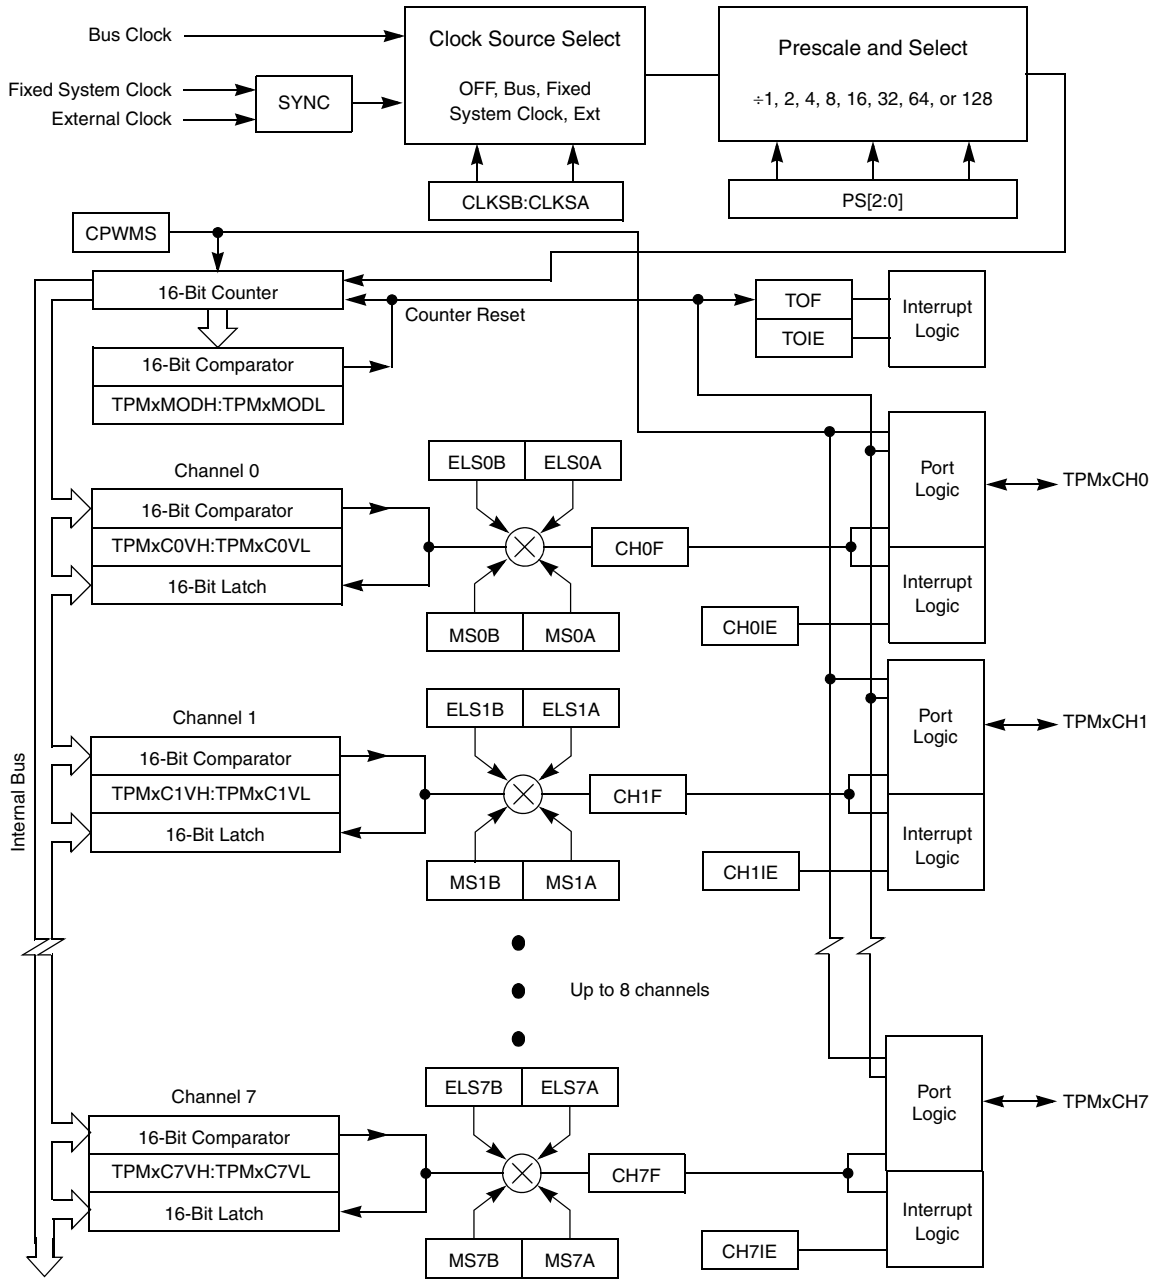 Bus Clock
Fixed System Clock
External Clock
SYNC
Clock Source Select
OFF, Bus, Fixed
System Clock, Ext
Prescale and Select
÷1, 2, 4, 8, 16, 32, 64, or 128
CLKSB:CLKSA
PS[2:0]
CPWMS
16-Bit Counter
Counter Reset
TOF
TOIE
Interrupt
Logic
16-Bit Comparator
TPMxMODH:TPMxMODL
Channel 0
16-Bit Comparator
TPMxC0VH:TPMxC0VL
16-Bit Latch
ELS0B
ELS0A
CH0F
MS0B
MS0A
CH0IE
Port
Logic
Interrupt
Logic
TPMxCH0
Channel 1
16-Bit Comparator
TPMxC1VH:TPMxC1VL
16-Bit Latch
ELS1B
ELS1A
CH1F
MS1B
MS1A
CH1IE
Port
Logic
Interrupt
Logic
TPMxCH1
Internal Bus
Up to 8 channels
Channel 7
16-Bit Comparator
TPMxC7VH:TPMxC7VL
16-Bit Latch
ELS7B
ELS7A
CH7F
MS7B
MS7A
CH7IE
Port
Logic
Interrupt
Logic
TPMxCH7